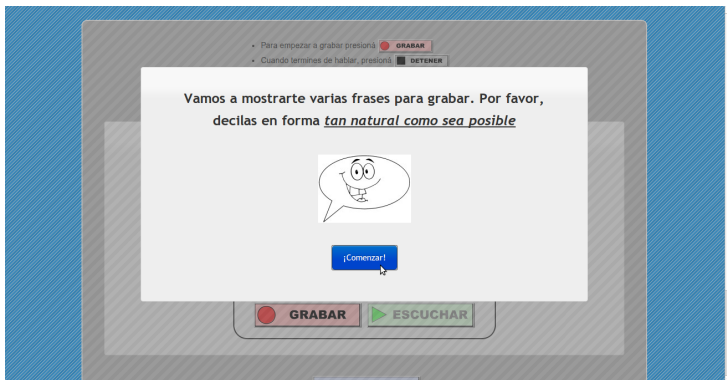 Para empezar a grabar presioná GRABAR
Cuando termines de hablar, presioná DETENER
Vamos a mostrarte varias frases para grabar. Por favor,
decilas en forma tan natural como sea posible
¡Comenzar!
GRABAR ESCUCHAR